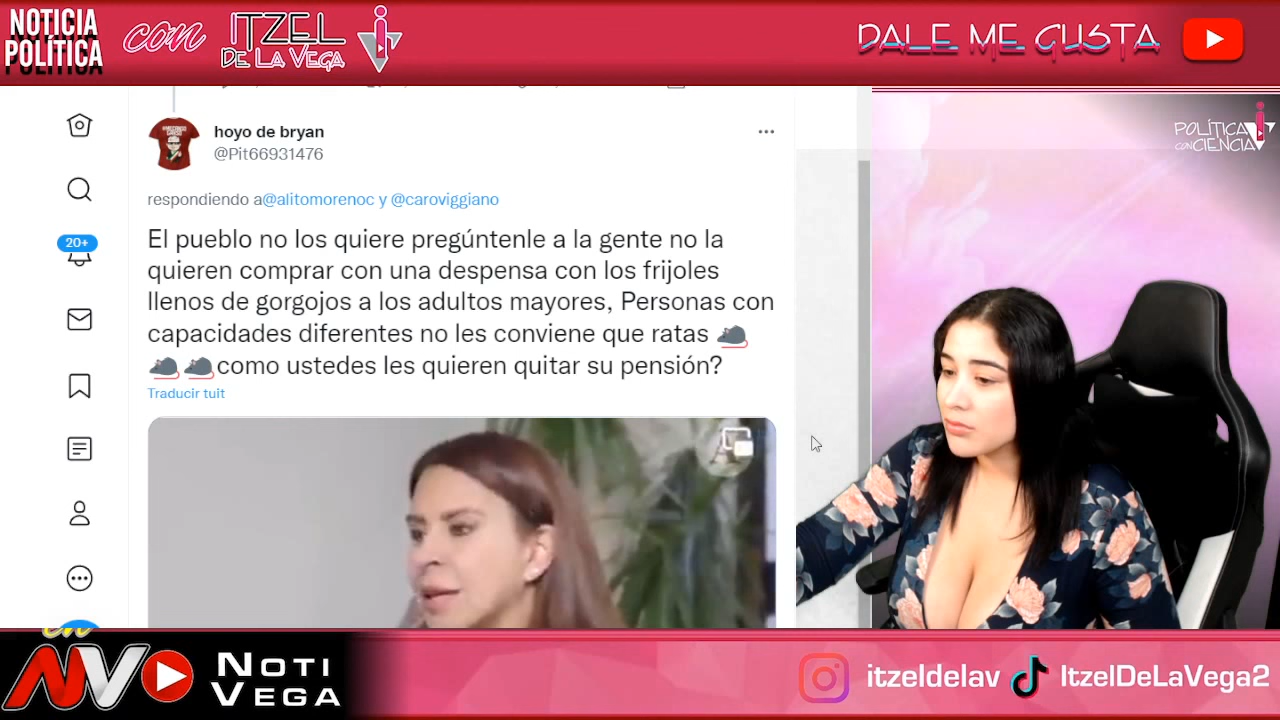 NOTICIA
POLÍTICA
con
ITZEL
DE LA VEGA
DALE ME GUSTA
POLÍTICA
CONCIENCIA
hoyo de bryan
@Pit66931476
respondiendo a@alitomorenoc y @caroviggiano
El pueblo no los quiere pregúntenle a la gente no la
quieren comprar con una despensa con los frijoles
llenos de gorgojos a los adultos mayores, Personas con
capacidades diferentes no les conviene que ratas 🐀
🐀🐀como ustedes les quieren quitar su pensión?
Traducir tuit
20+
en
NV
NOTI
VEGA
itzeldelav
ItzelDeLaVega2